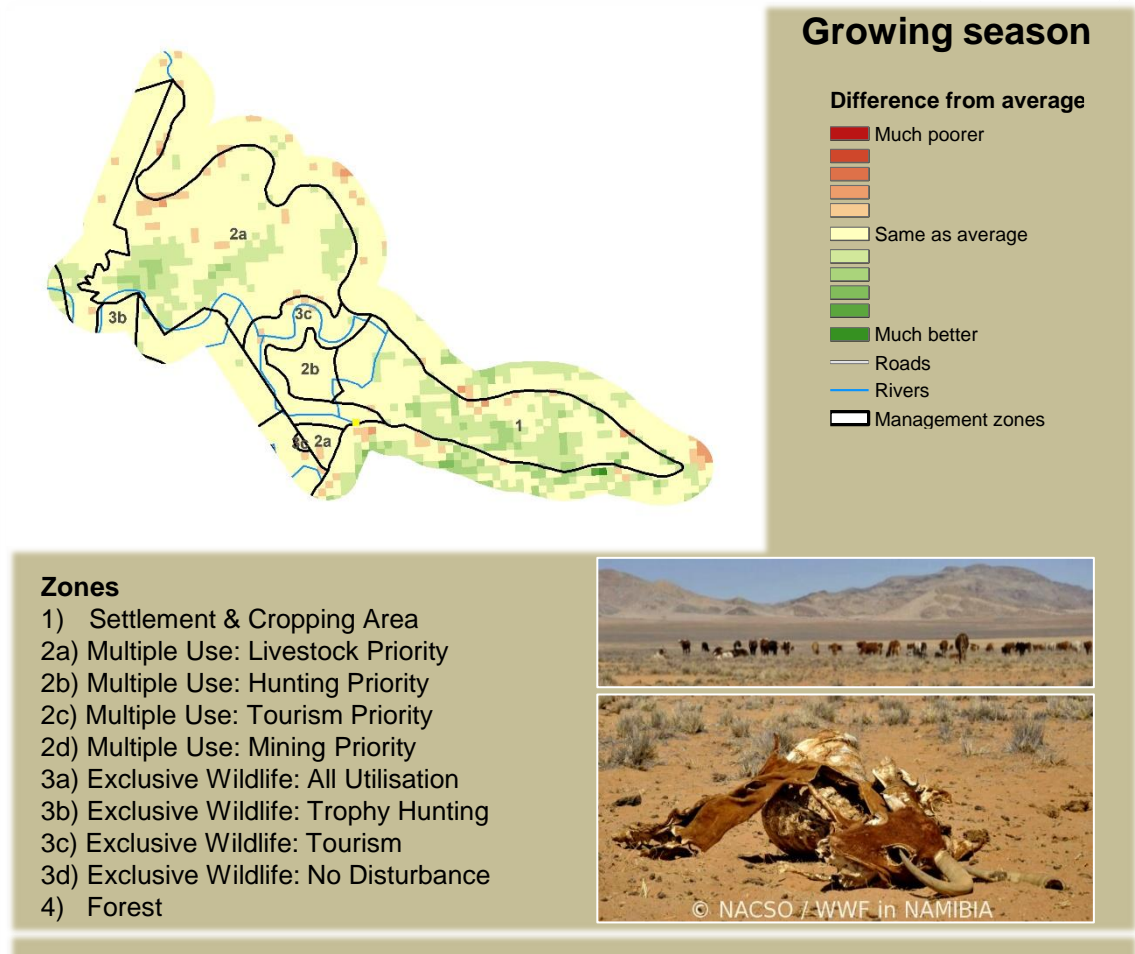 Growing season
Difference from average
Much poorer
Same as average
Much better
Roads
Rivers
Management zones
2a
3b
3c
2b
1
2a
Zones
1) Settlement & Cropping Area
2a) Multiple Use: Livestock Priority
2b) Multiple Use: Hunting Priority
2c) Multiple Use: Tourism Priority
2d) Multiple Use: Mining Priority
3a) Exclusive Wildlife: All Utilisation
3b) Exclusive Wildlife: Trophy Hunting
3c) Exclusive Wildlife: Tourism
3d) Exclusive Wildlife: No Disturbance
4) Forest
© NACSO / WWF in NAMIBIA